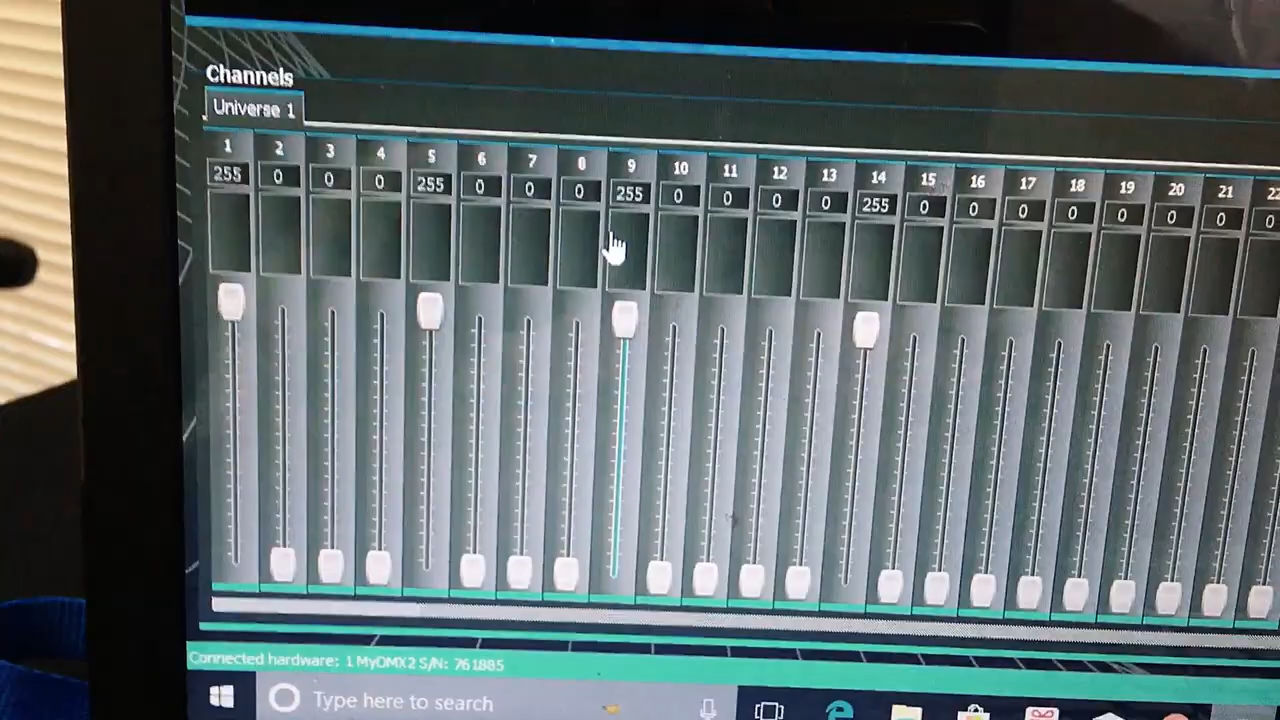 Channels
Universe 1
1 2 3 4 5 6 7 8 9 10 11 12 13 14 15 16 17 18 19 20 21 22
255 0 0 0 255 0 0 0 255 0 0 0 0 255 0 0 0 0 0 0 0 0
Connected hardware: 1 MyDMX2 S/N: 761885
Type here to search